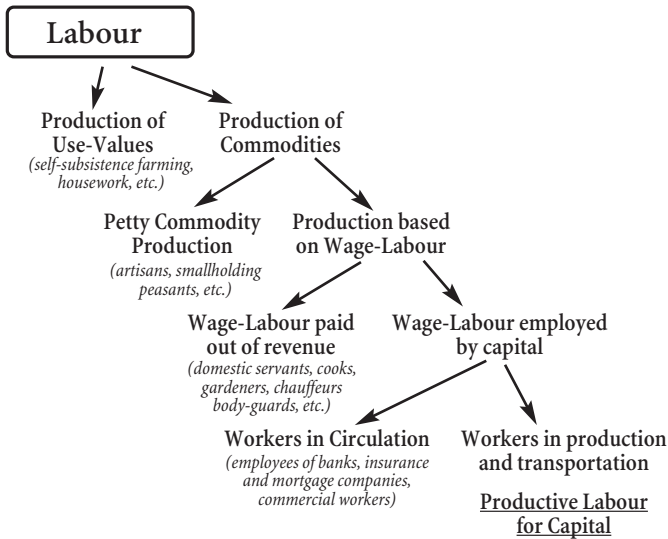 Labour
Production of
Use-Values
(self-subsistence farming,
housework, etc.)
Production of
Commodities
Petty Commodity
Production
(artisans, smallholding
peasants, etc.)
Production based
on Wage-Labour
Wage-Labour paid
out of revenue
(domestic servants, cooks,
gardeners, chauffeurs
body-guards, etc.)
Wage-Labour employed
by capital
Workers in Circulation
(employees of banks, insurance
and mortgage companies,
commercial workers)
Workers in production
and transportation
Productive Labour
for Capital